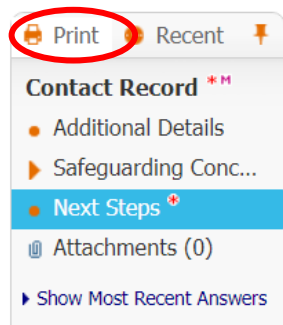 Print Recent
Contact Record *M
Additional Details
Safeguarding Conc...
Next Steps *
Attachments (0)
Show Most Recent Answers